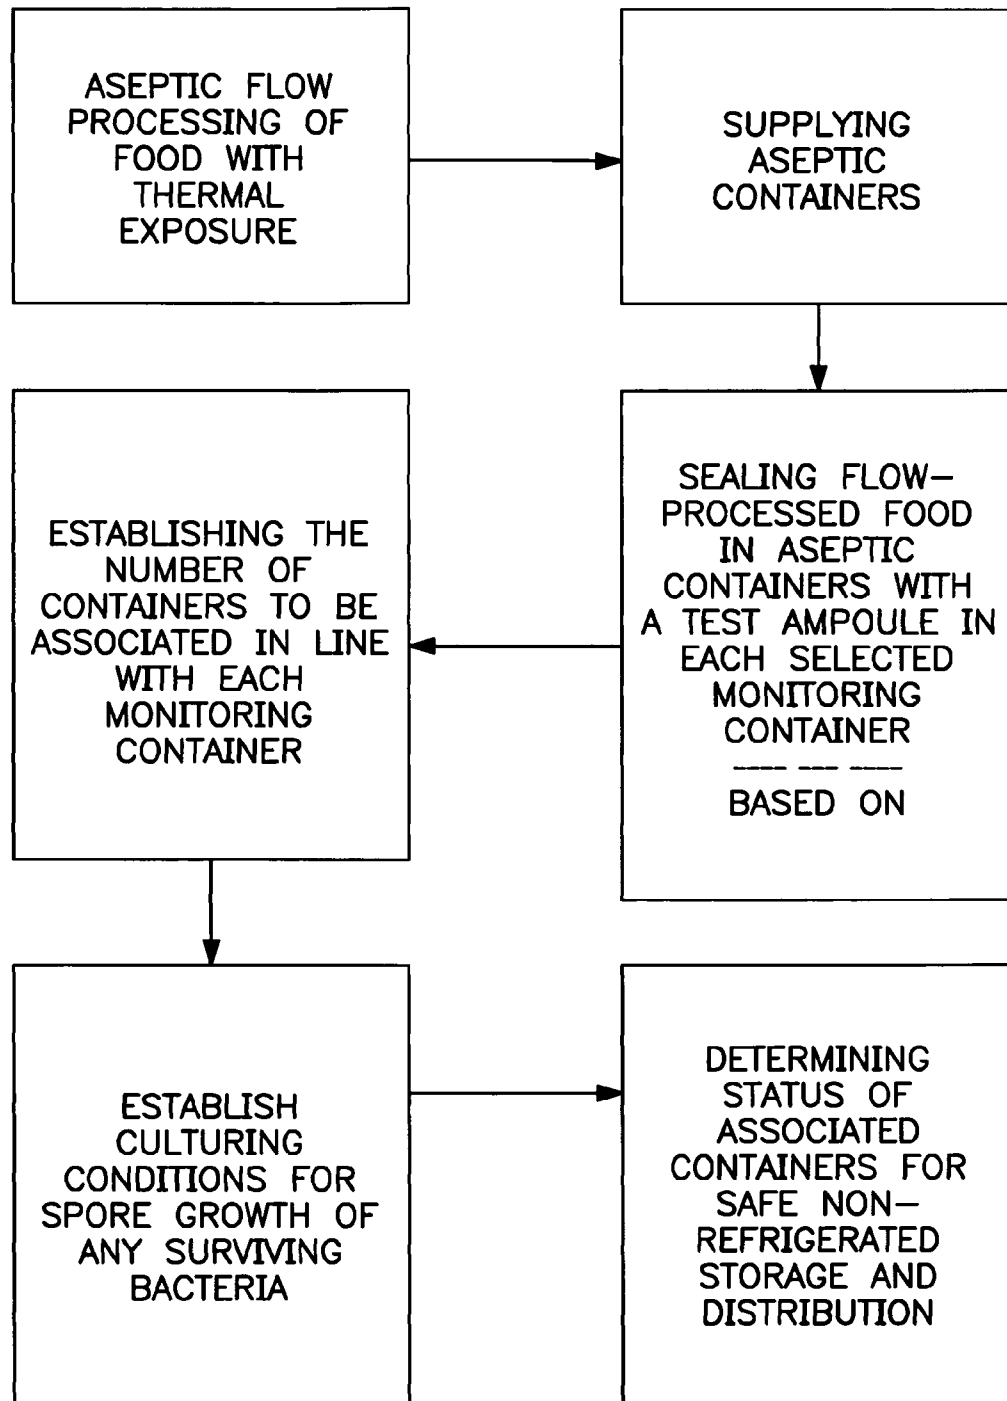 ASEPTIC FLOW
PROCESSING OF
FOOD WITH
THERMAL
EXPOSURE
SUPPLYING
ASEPTIC
CONTAINERS
SEALING FLOW–
PROCESSED FOOD
IN ASEPTIC
CONTAINERS WITH
A TEST AMPOULE IN
EACH SELECTED
MONITORING
CONTAINER
BASED ON
ESTABLISHING THE
NUMBER OF
CONTAINERS TO BE
ASSOCIATED IN LINE
WITH EACH
MONITORING
CONTAINER
ESTABLISH
CULTURING
CONDITIONS FOR
SPORE GROWTH OF
ANY SURVIVING
BACTERIA
DETERMINING
STATUS OF
ASSOCIATED
CONTAINERS FOR
SAFE NON–
REFRIGERATED
STORAGE AND
DISTRIBUTION